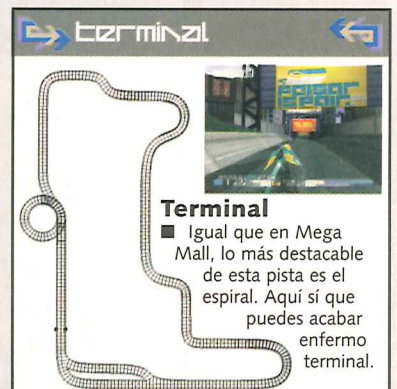 terminal
Terminal
■ Igual que en Mega
Mall, lo más destacable
de esta pista es el
espiral. Aquí sí que
puedes acabar
enfermo
terminal.